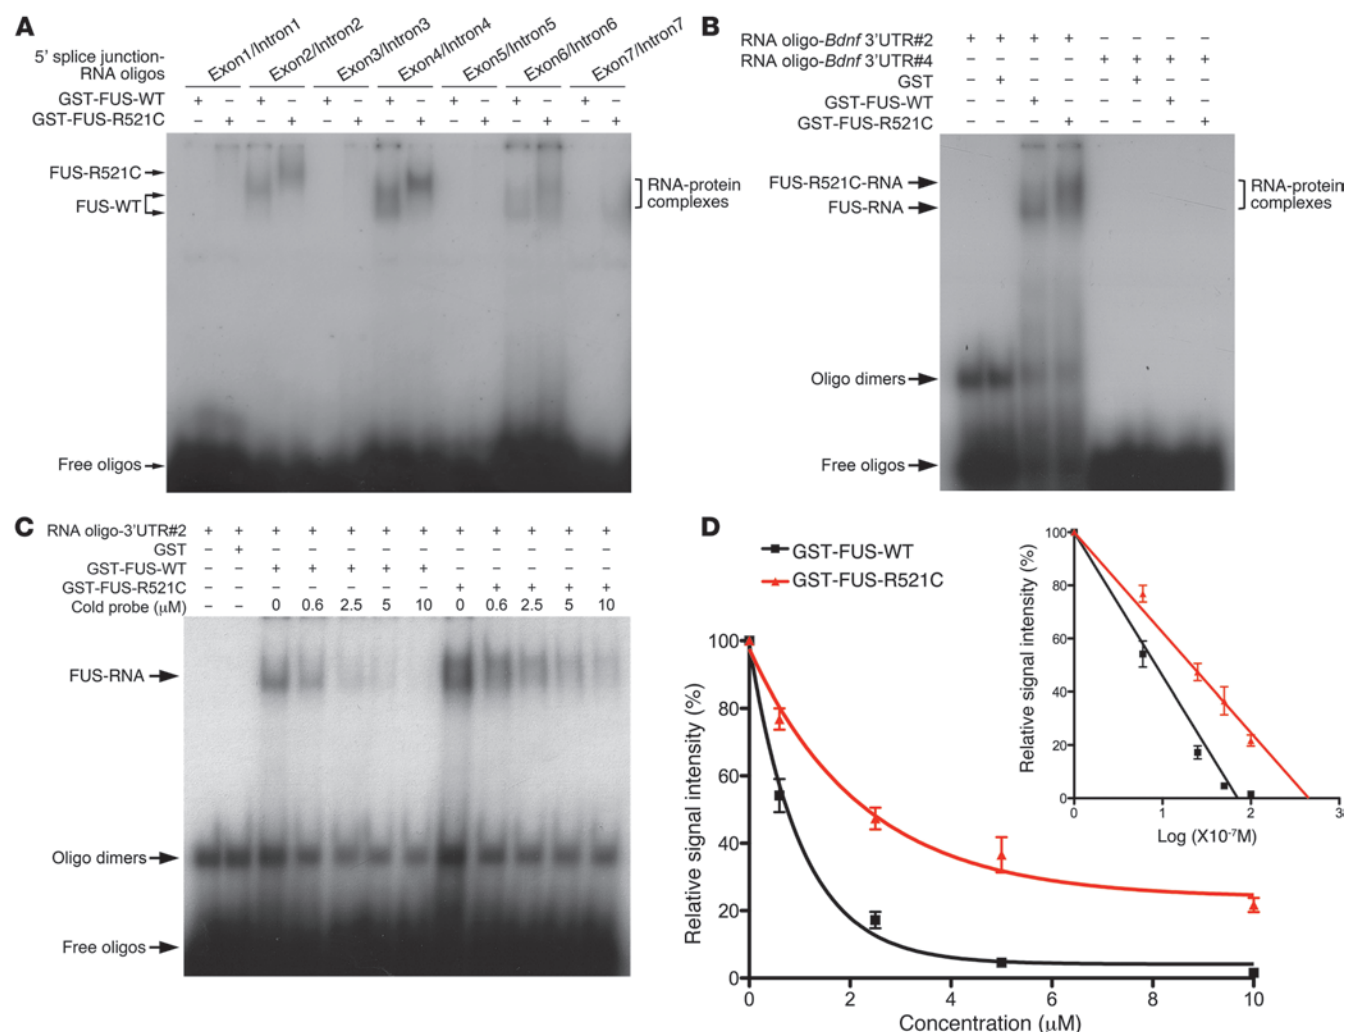 A
5' splice junction-
RNA oligos
Exon1/Intron1
Exon2/Intron2
Exon3/Intron3
Exon4/Intron4
Exon5/Intron5
Exon6/Intron6
Exon7/Intron7
GST-FUS-WT + − + − + − + − + − + − + −
GST-FUS-R521C − + − + − + − + − + − + − +
FUS-R521C
FUS-WT
RNA-protein
complexes
Free oligos
B
RNA oligo-Bdnf 3'UTR#2 + + + + − − − −
RNA oligo-Bdnf 3'UTR#4 − − − − + + + +
GST − + − − − + − −
GST-FUS-WT − − + − − − + −
GST-FUS-R521C − − − + − − − +
FUS-R521C-RNA
FUS-RNA
RNA-protein
complexes
Oligo dimers
Free oligos
C
RNA oligo-3'UTR#2 + + + + + + + + + + + +
GST − + − − − − − − − − − −
GST-FUS-WT − − + + + + + − − − − −
GST-FUS-R521C − − − − − − − + + + + +
Cold probe (μM) − − 0 0.6 2.5 5 10 0 0.6 2.5 5 10
FUS-RNA
Oligo dimers
Free oligos
D
GST-FUS-WT
GST-FUS-R521C
Relative signal intensity (%)
100
80
60
40
20
0
0 2 4 6 8 10
Concentration (μM)
Relative signal intensity (%)
100
80
60
40
20
0
0 1 2 3
Log (X10⁻⁷M)